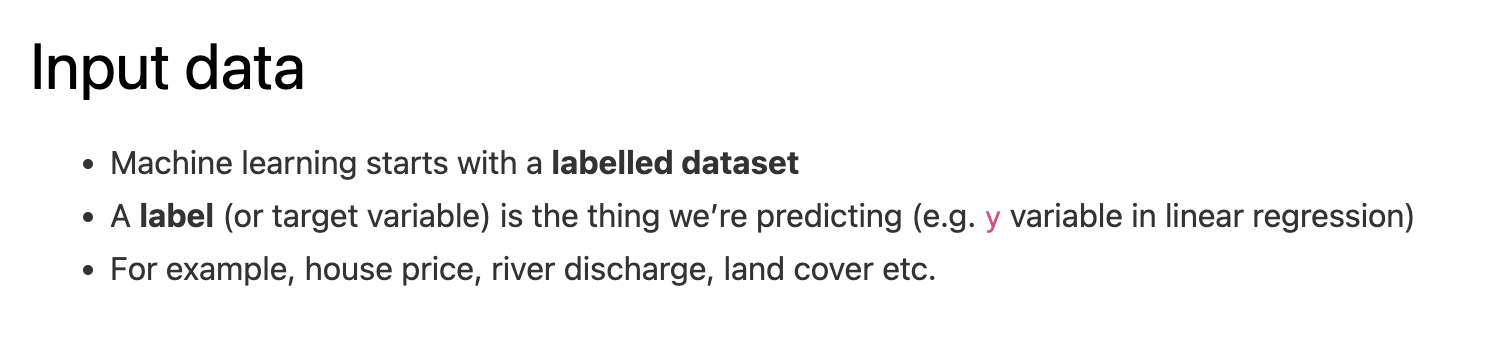 Input data
• Machine learning starts with a labelled dataset
• A label (or target variable) is the thing we’re predicting (e.g. y variable in linear regression)
• For example, house price, river discharge, land cover etc.